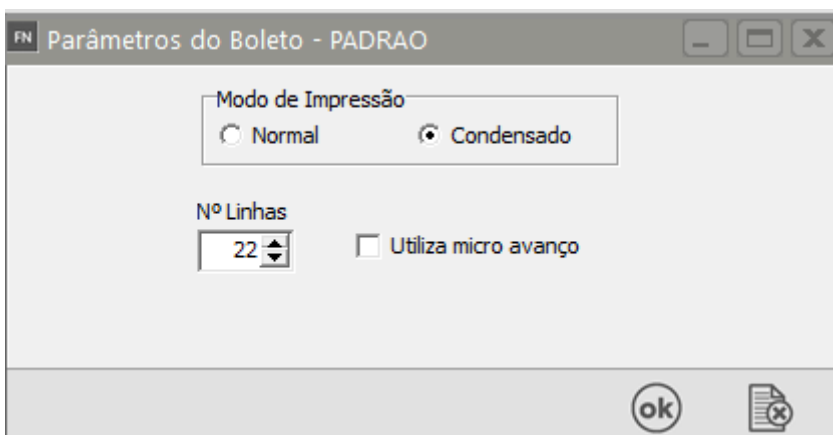 FN Parâmetros do Boleto - PADRAO
Modo de Impressão
Normal Condensado
Nº Linhas
22 Utiliza micro avanço
ok